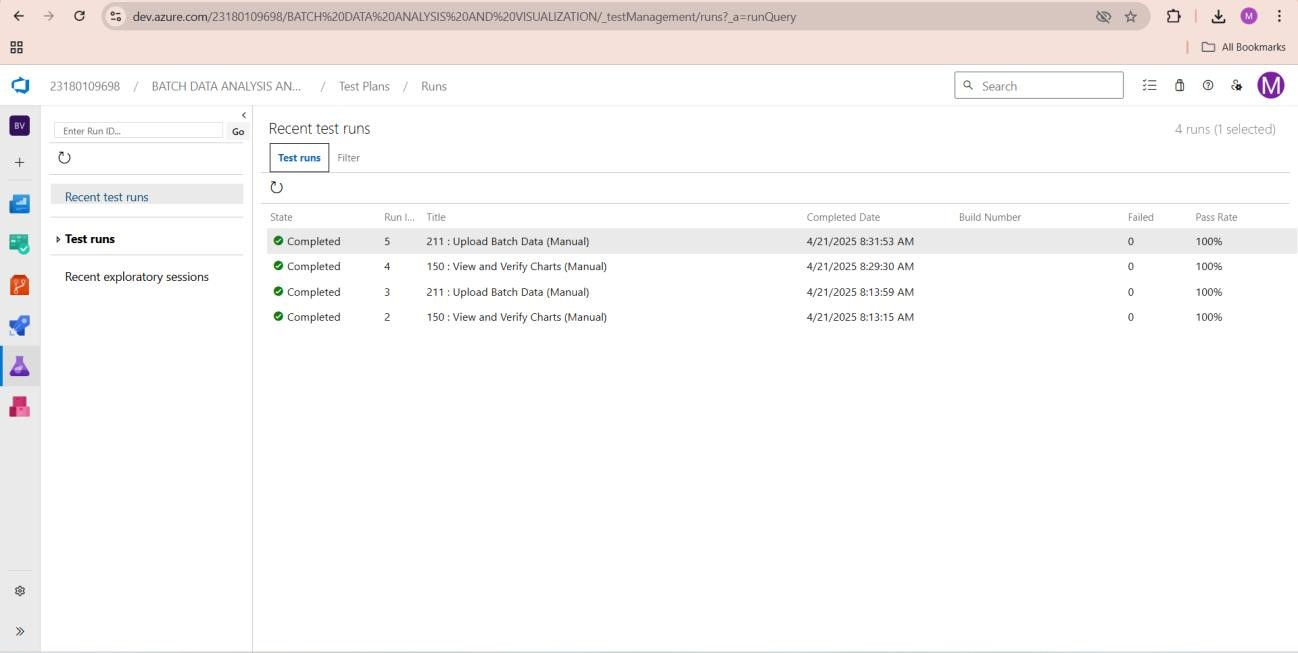 dev.azure.com/23180109698/BATCH%20DATA%20ANALYSIS%20AND%20VISUALIZATION/_testManagement/runs?_a=runQuery
M
All Bookmarks
23180109698 / BATCH DATA ANALYSIS AN... / Test Plans / Runs
Search
M
BV
Enter Run ID...
Go
Recent test runs
Test runs
Recent exploratory sessions
Recent test runs
4 runs (1 selected)
Test runs Filter
State Run I... Title Completed Date Build Number Failed Pass Rate
Completed 5 211 : Upload Batch Data (Manual) 4/21/2025 8:31:53 AM 0 100%
Completed 4 150 : View and Verify Charts (Manual) 4/21/2025 8:29:30 AM 0 100%
Completed 3 211 : Upload Batch Data (Manual) 4/21/2025 8:13:59 AM 0 100%
Completed 2 150 : View and Verify Charts (Manual) 4/21/2025 8:13:15 AM 0 100%